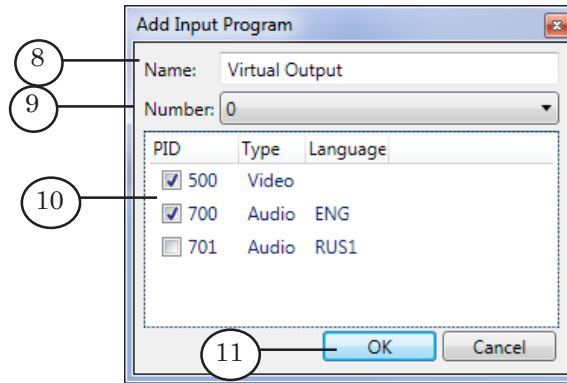 Add Input Program
8
Name: Virtual Output
9
Number: 0
PID Type Language
500 Video
10
700 Audio ENG
701 Audio RUS1
11
OK Cancel